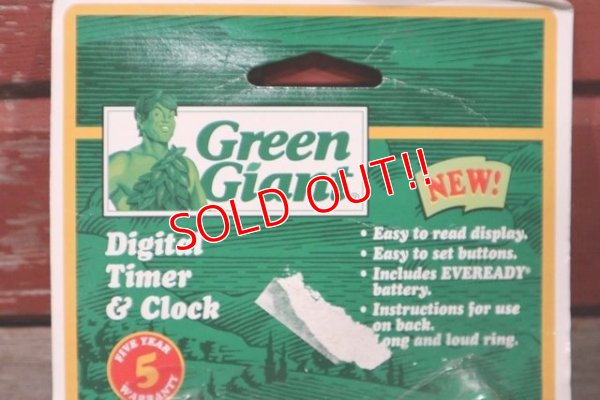 Green
Giant
SOLD OUT!!
NEW!
Digital
Timer
& Clock
• Easy to read display.
• Easy to set buttons.
• Includes EVEREADY®
battery.
• Instructions for use
on back.
Long and loud ring.
FIVE YEAR
5
WARRANTY